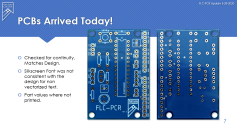 PCBs Arrived Today!
Checked for continuity.
Matches Design.
Silkscreen Font was not
consistent with the
design for non
vectorized text.
Part values where not
printed.
FLC-PCR
7